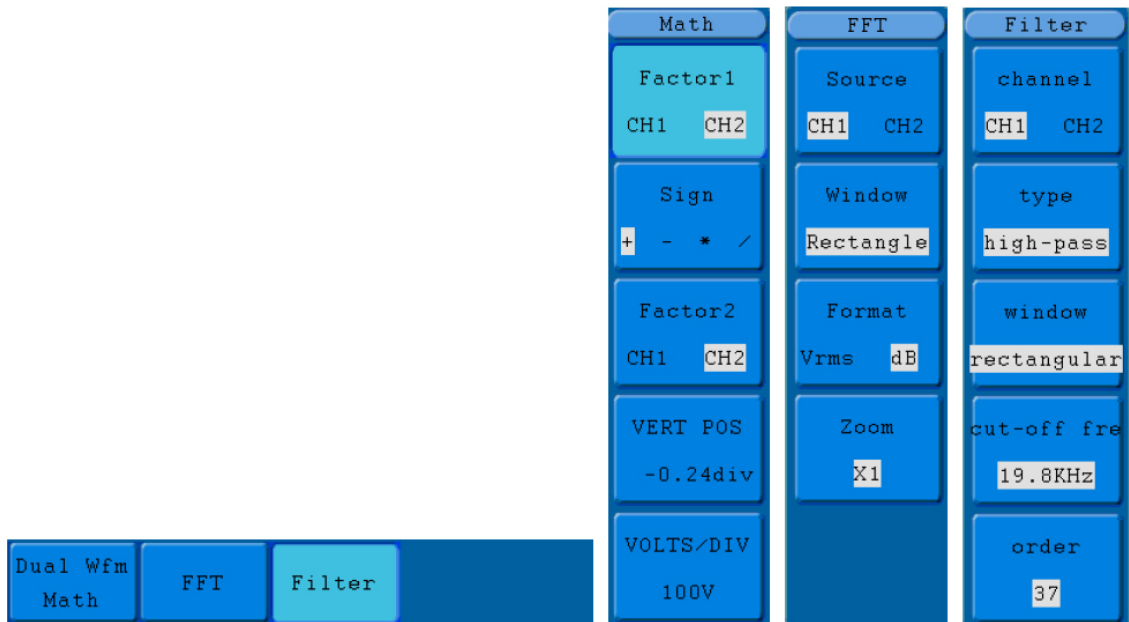 Math
Factor1
CH1 CH2
Sign
+ - * /
Factor2
CH1 CH2
VERT POS
-0.24div
VOLTS/DIV
100V
FFT
Source
CH1 CH2
Window
Rectangle
Format
Vrms dB
Zoom
X1
Filter
channel
CH1 CH2
type
high-pass
window
rectangular
cut-off fre
19.8KHz
order
37
Dual Wfm
Math
FFT
Filter